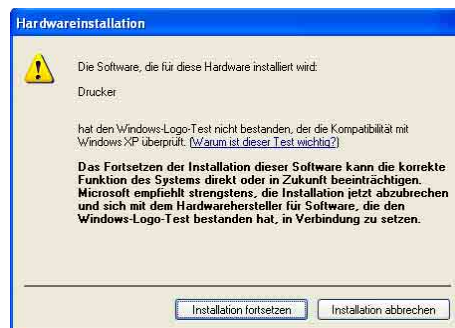 Hardwareinstallation
Die Software, die für diese Hardware installiert wird:
Drucker
hat den Windows-Logo-Test nicht bestanden, der die Kompatibilität mit
Windows XP überprüft. (Warum ist dieser Test wichtig?)
Das Fortsetzen der Installation dieser Software kann die korrekte
Funktion des Systems direkt oder in Zukunft beeinträchtigen.
Microsoft empfiehlt strengstens, die Installation jetzt abzubrechen
und sich mit dem Hardwarehersteller für Software, die den
Windows-Logo-Test bestanden hat, in Verbindung zu setzen.
Installation fortsetzen
Installation abbrechen